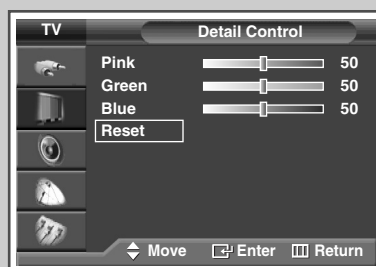 TV Detail Control
Pink 50
Green 50
Blue 50
Reset
Move Enter Return